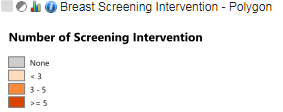 Breast Screening Intervention - Polygon
Number of Screening Intervention
None
< 3
3 - 5
>= 5